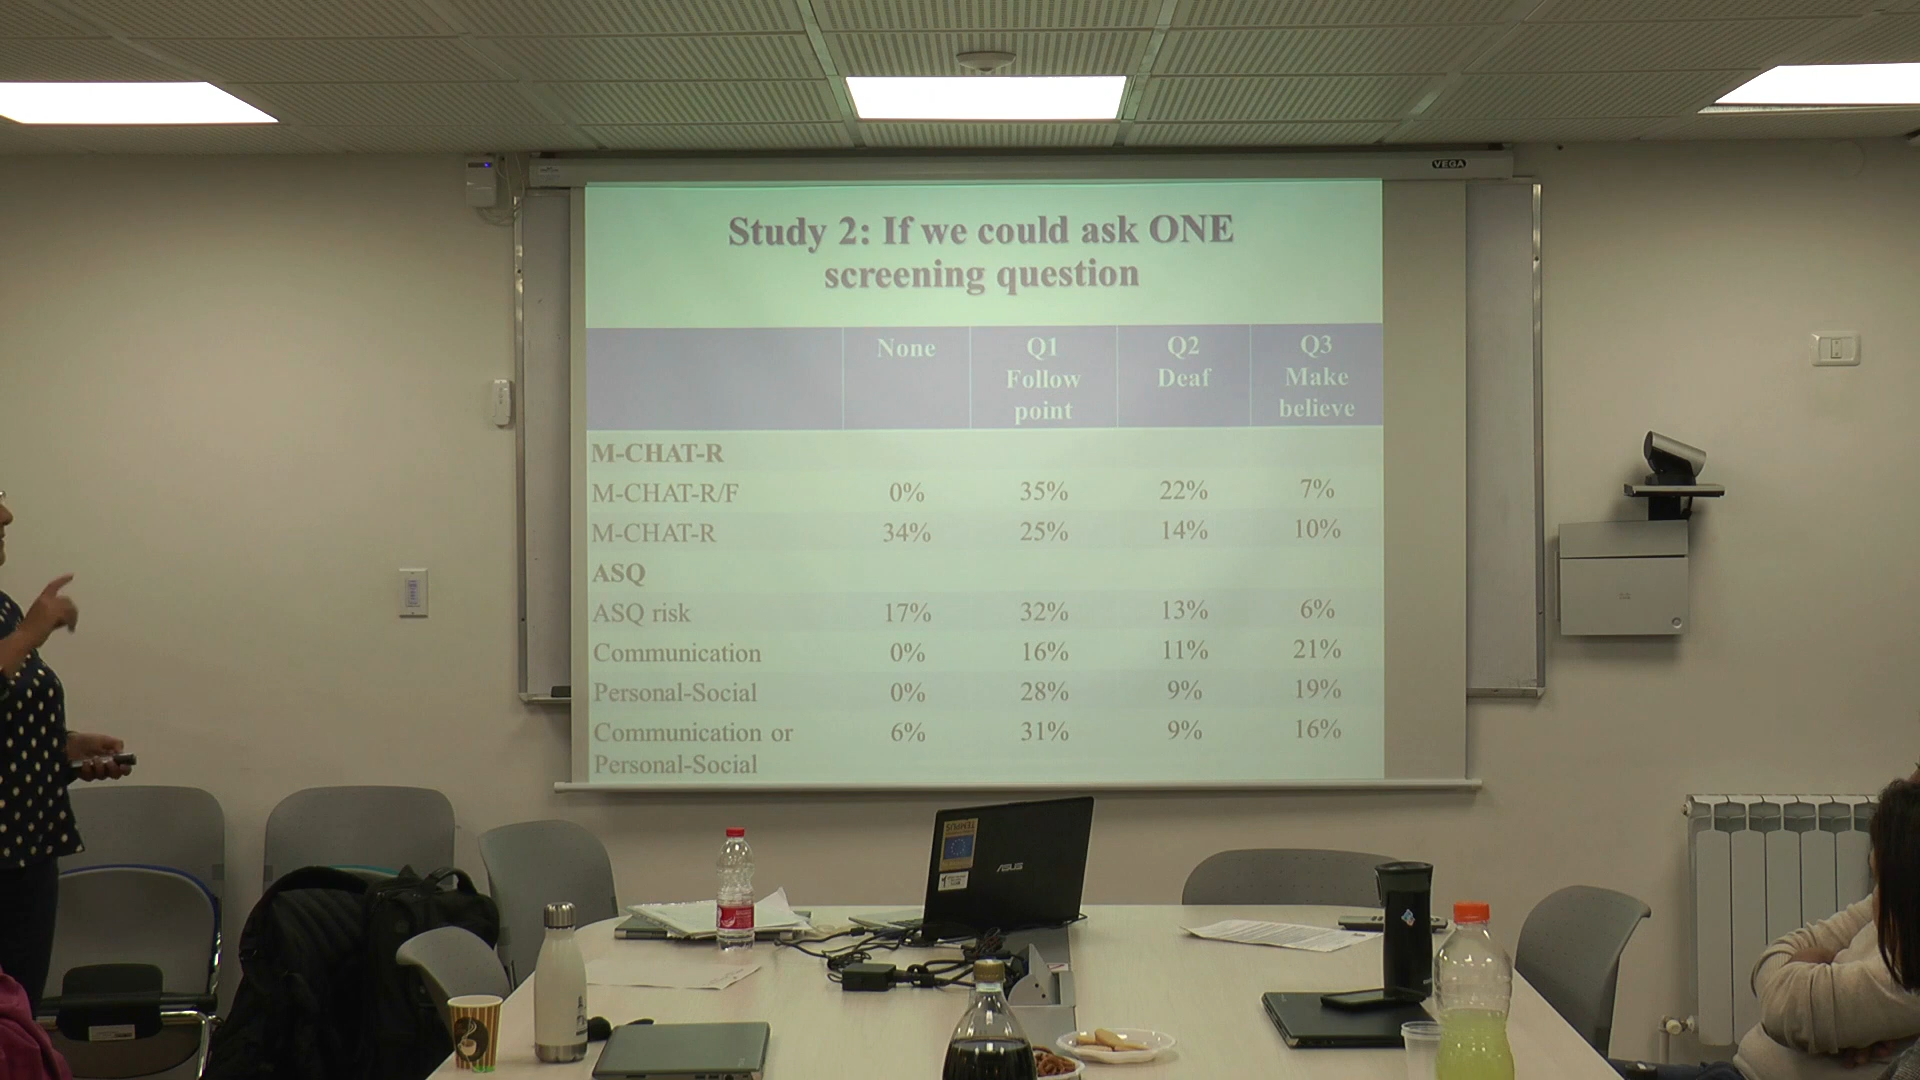 VEGA
Study 2: If we could ask ONE
screening question
None Q1 Follow point Q2 Deaf Q3 Make believe
M-CHAT-R
M-CHAT-R/F 0% 35% 22% 7%
M-CHAT-R 34% 25% 14% 10%
ASQ
ASQ risk 17% 32% 13% 6%
Communication 0% 16% 11% 21%
Personal-Social 0% 28% 9% 19%
Communication or 6% 31% 9% 16%
Personal-Social
TEMPUS
ASUS